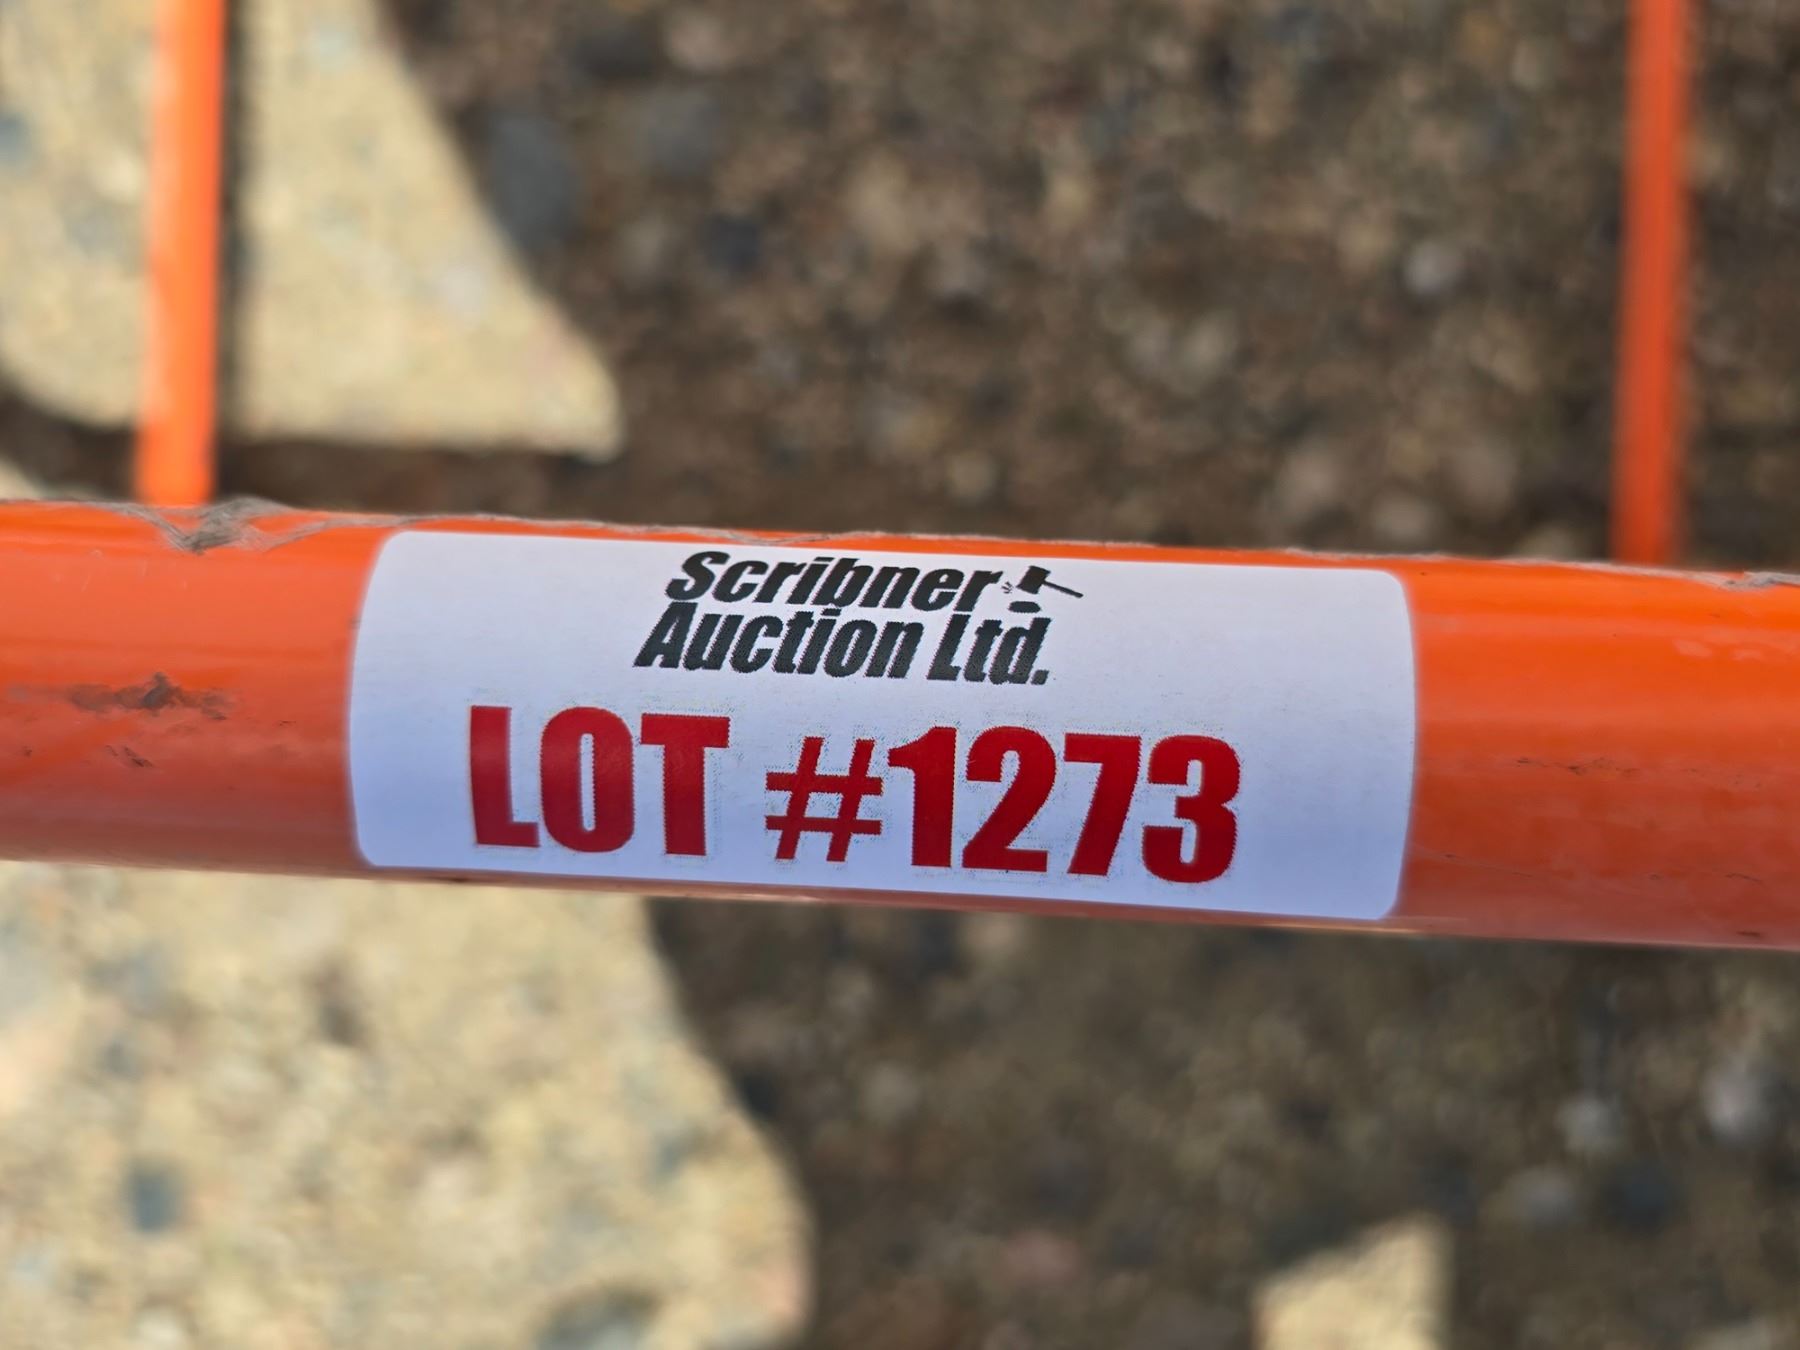 Scribner
Auction Ltd.
LOT #1273